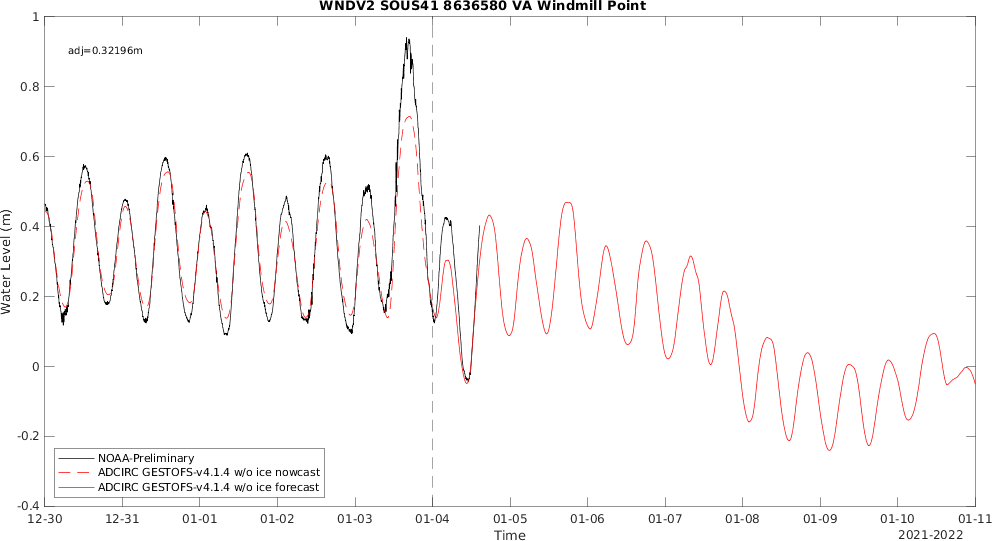 WNDV2 SOUS41 8636580 VA Windmill Point
adj=0.32196m
1
0.8
0.6
0.4
0.2
0
-0.2
-0.4
Water Level (m)
NOAA-Preliminary
ADCIRC GESTOFS-v4.1.4 w/o ice nowcast
ADCIRC GESTOFS-v4.1.4 w/o ice forecast
12-30 12-31 01-01 01-02 01-03 01-04 01-05 01-06 01-07 01-08 01-09 01-10 01-11
Time
2021-2022